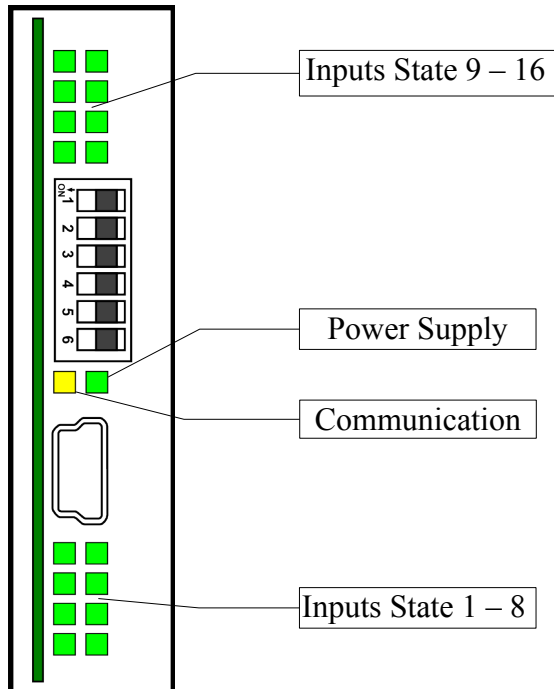 Inputs State 9 – 16
ON
1
2
3
4
5
6
Power Supply
Communication
Inputs State 1 – 8